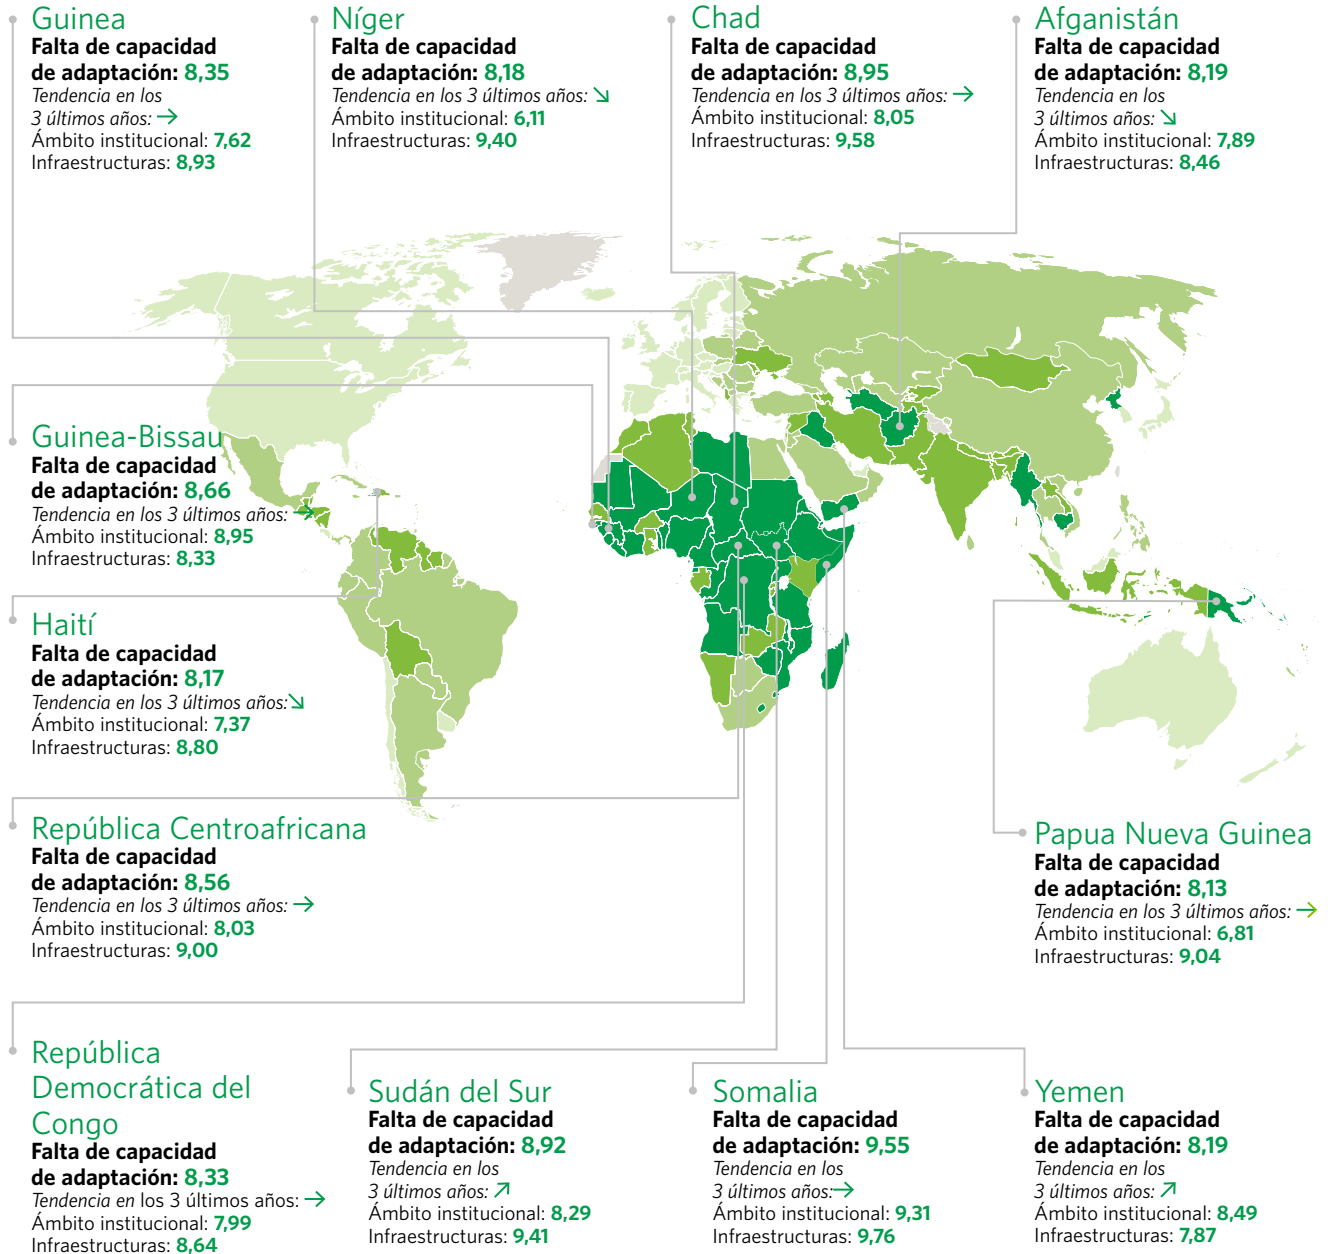 Guinea
Falta de capacidad
de adaptación: 8,35
Tendencia en los
3 últimos años: →
Ámbito institucional: 7,62
Infraestructuras: 8,93
Níger
Falta de capacidad
de adaptación: 8,18
Tendencia en los 3 últimos años: ↘
Ámbito institucional: 6,11
Infraestructuras: 9,40
Chad
Falta de capacidad
de adaptación: 8,95
Tendencia en los 3 últimos años: →
Ámbito institucional: 8,05
Infraestructuras: 9,58
Afganistán
Falta de capacidad
de adaptación: 8,19
Tendencia en los
3 últimos años: ↘
Ámbito institucional: 7,89
Infraestructuras: 8,46
Guinea-Bissau
Falta de capacidad
de adaptación: 8,66
Tendencia en los 3 últimos años: →
Ámbito institucional: 8,95
Infraestructuras: 8,33
Haití
Falta de capacidad
de adaptación: 8,17
Tendencia en los 3 últimos años:↘
Ámbito institucional: 7,37
Infraestructuras: 8,80
República Centroafricana
Falta de capacidad
de adaptación: 8,56
Tendencia en los 3 últimos años: →
Ámbito institucional: 8,03
Infraestructuras: 9,00
Papua Nueva Guinea
Falta de capacidad
de adaptación: 8,13
Tendencia en los 3 últimos años: →
Ámbito institucional: 6,81
Infraestructuras: 9,04
República
Democrática del
Congo
Falta de capacidad
de adaptación: 8,33
Tendencia en los 3 últimos años: →
Ámbito institucional: 7,99
Infraestructuras: 8,64
Sudán del Sur
Falta de capacidad
de adaptación: 8,92
Tendencia en los
3 últimos años: ↗
Ámbito institucional: 8,29
Infraestructuras: 9,41
Somalia
Falta de capacidad
de adaptación: 9,55
Tendencia en los
3 últimos años:→
Ámbito institucional: 9,31
Infraestructuras: 9,76
Yemen
Falta de capacidad
de adaptación: 8,19
Tendencia en los
3 últimos años: ↗
Ámbito institucional: 8,49
Infraestructuras: 7,87